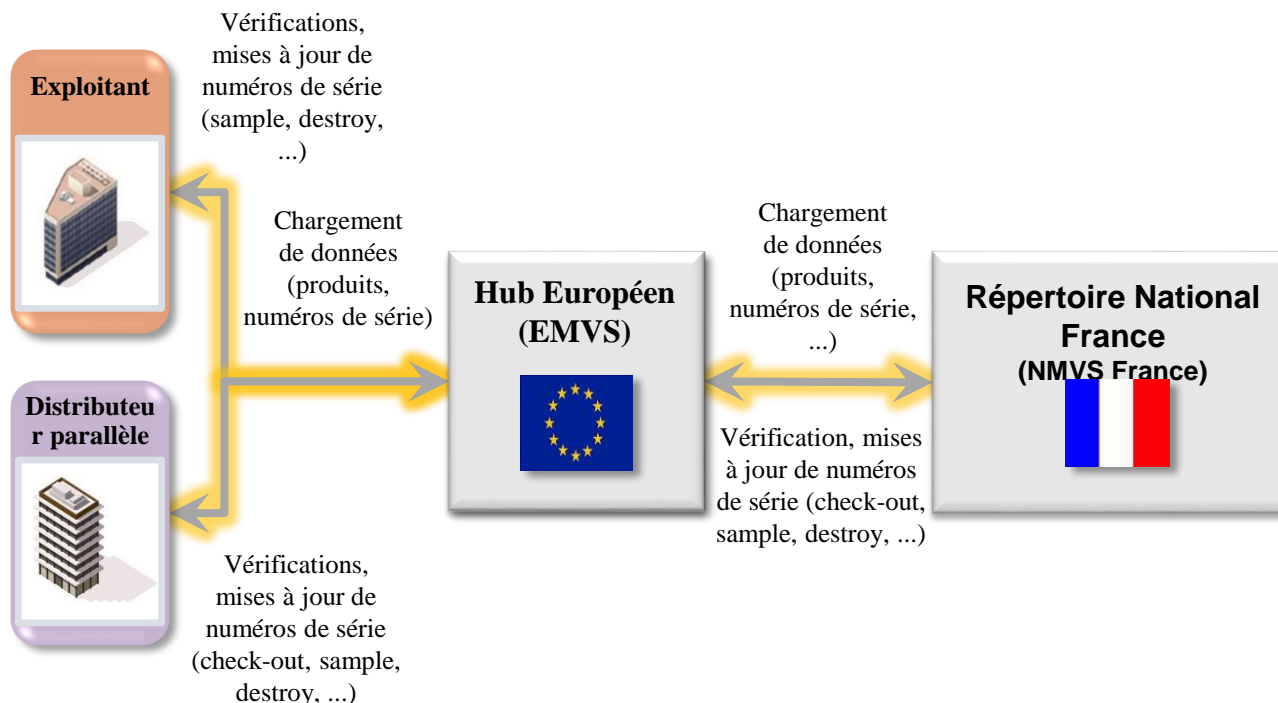 Vérifications,
mises à jour de
numéros de série
(sample, destroy,
...)
Exploitant
Chargement
de données
(produits,
numéros de série)
Chargement
de données
(produits,
numéros de série,
...)
Hub Européen
(EMVS)
Répertoire National
France
(NMVS France)
Distributeu
r parallèle
Vérification, mises
à jour de numéros
de série (check-out,
sample, destroy, ...)
Vérifications,
mises à jour de
numéros de série
(check-out, sample,
destroy, ...)